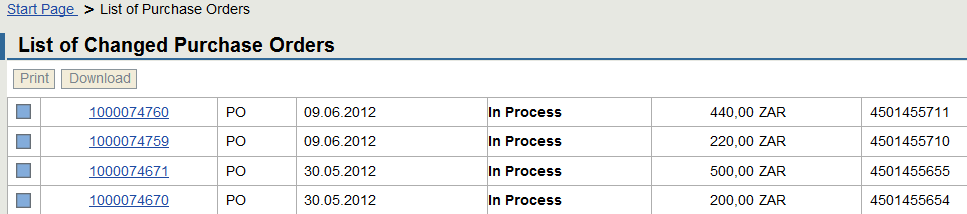 Start Page > List of Purchase Orders
List of Changed Purchase Orders
Print Download
1000074760 PO 09.06.2012 In Process 440,00 ZAR 4501455711
1000074759 PO 09.06.2012 In Process 220,00 ZAR 4501455710
1000074671 PO 30.05.2012 In Process 500,00 ZAR 4501455655
1000074670 PO 30.05.2012 In Process 200,00 ZAR 4501455654